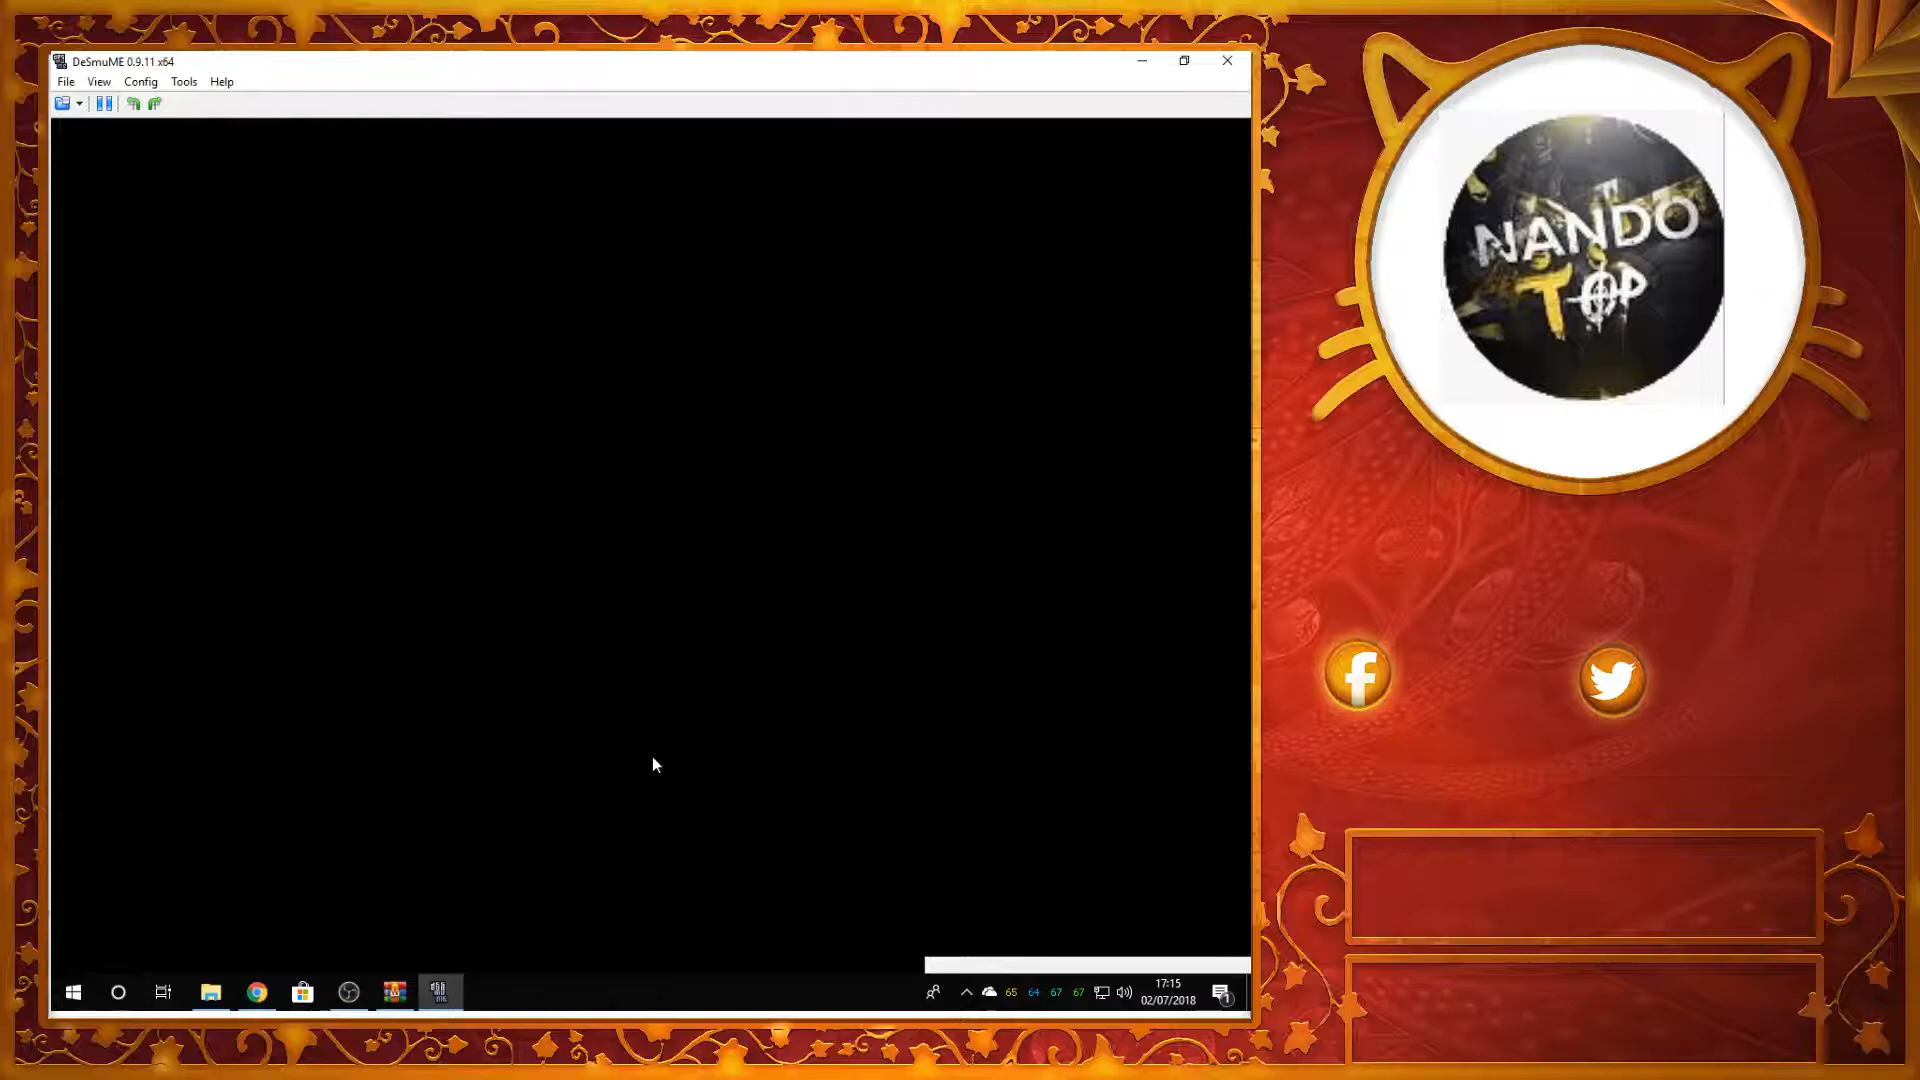 DeSmuME 0.9.11 x64
File View Config Tools Help
NANDO
TOP
65 64 67 67
17:15
02/07/2018
1